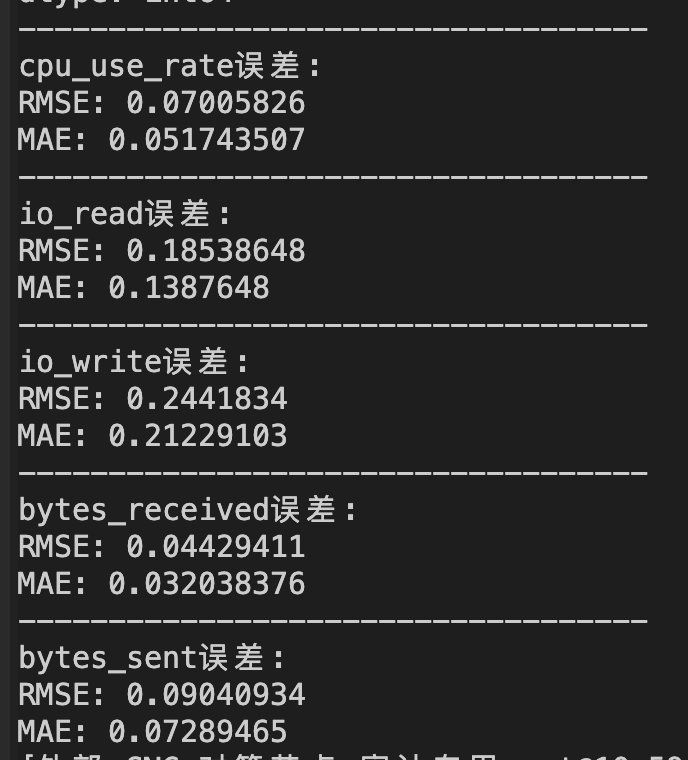 -----------------------------------
cpu_use_rate误差：
RMSE: 0.07005826
MAE: 0.051743507
-----------------------------------
io_read误差：
RMSE: 0.18538648
MAE: 0.1387648
-----------------------------------
io_write误差：
RMSE: 0.2441834
MAE: 0.21229103
-----------------------------------
bytes_received误差：
RMSE: 0.04429411
MAE: 0.032038376
-----------------------------------
bytes_sent误差：
RMSE: 0.09040934
MAE: 0.07289465